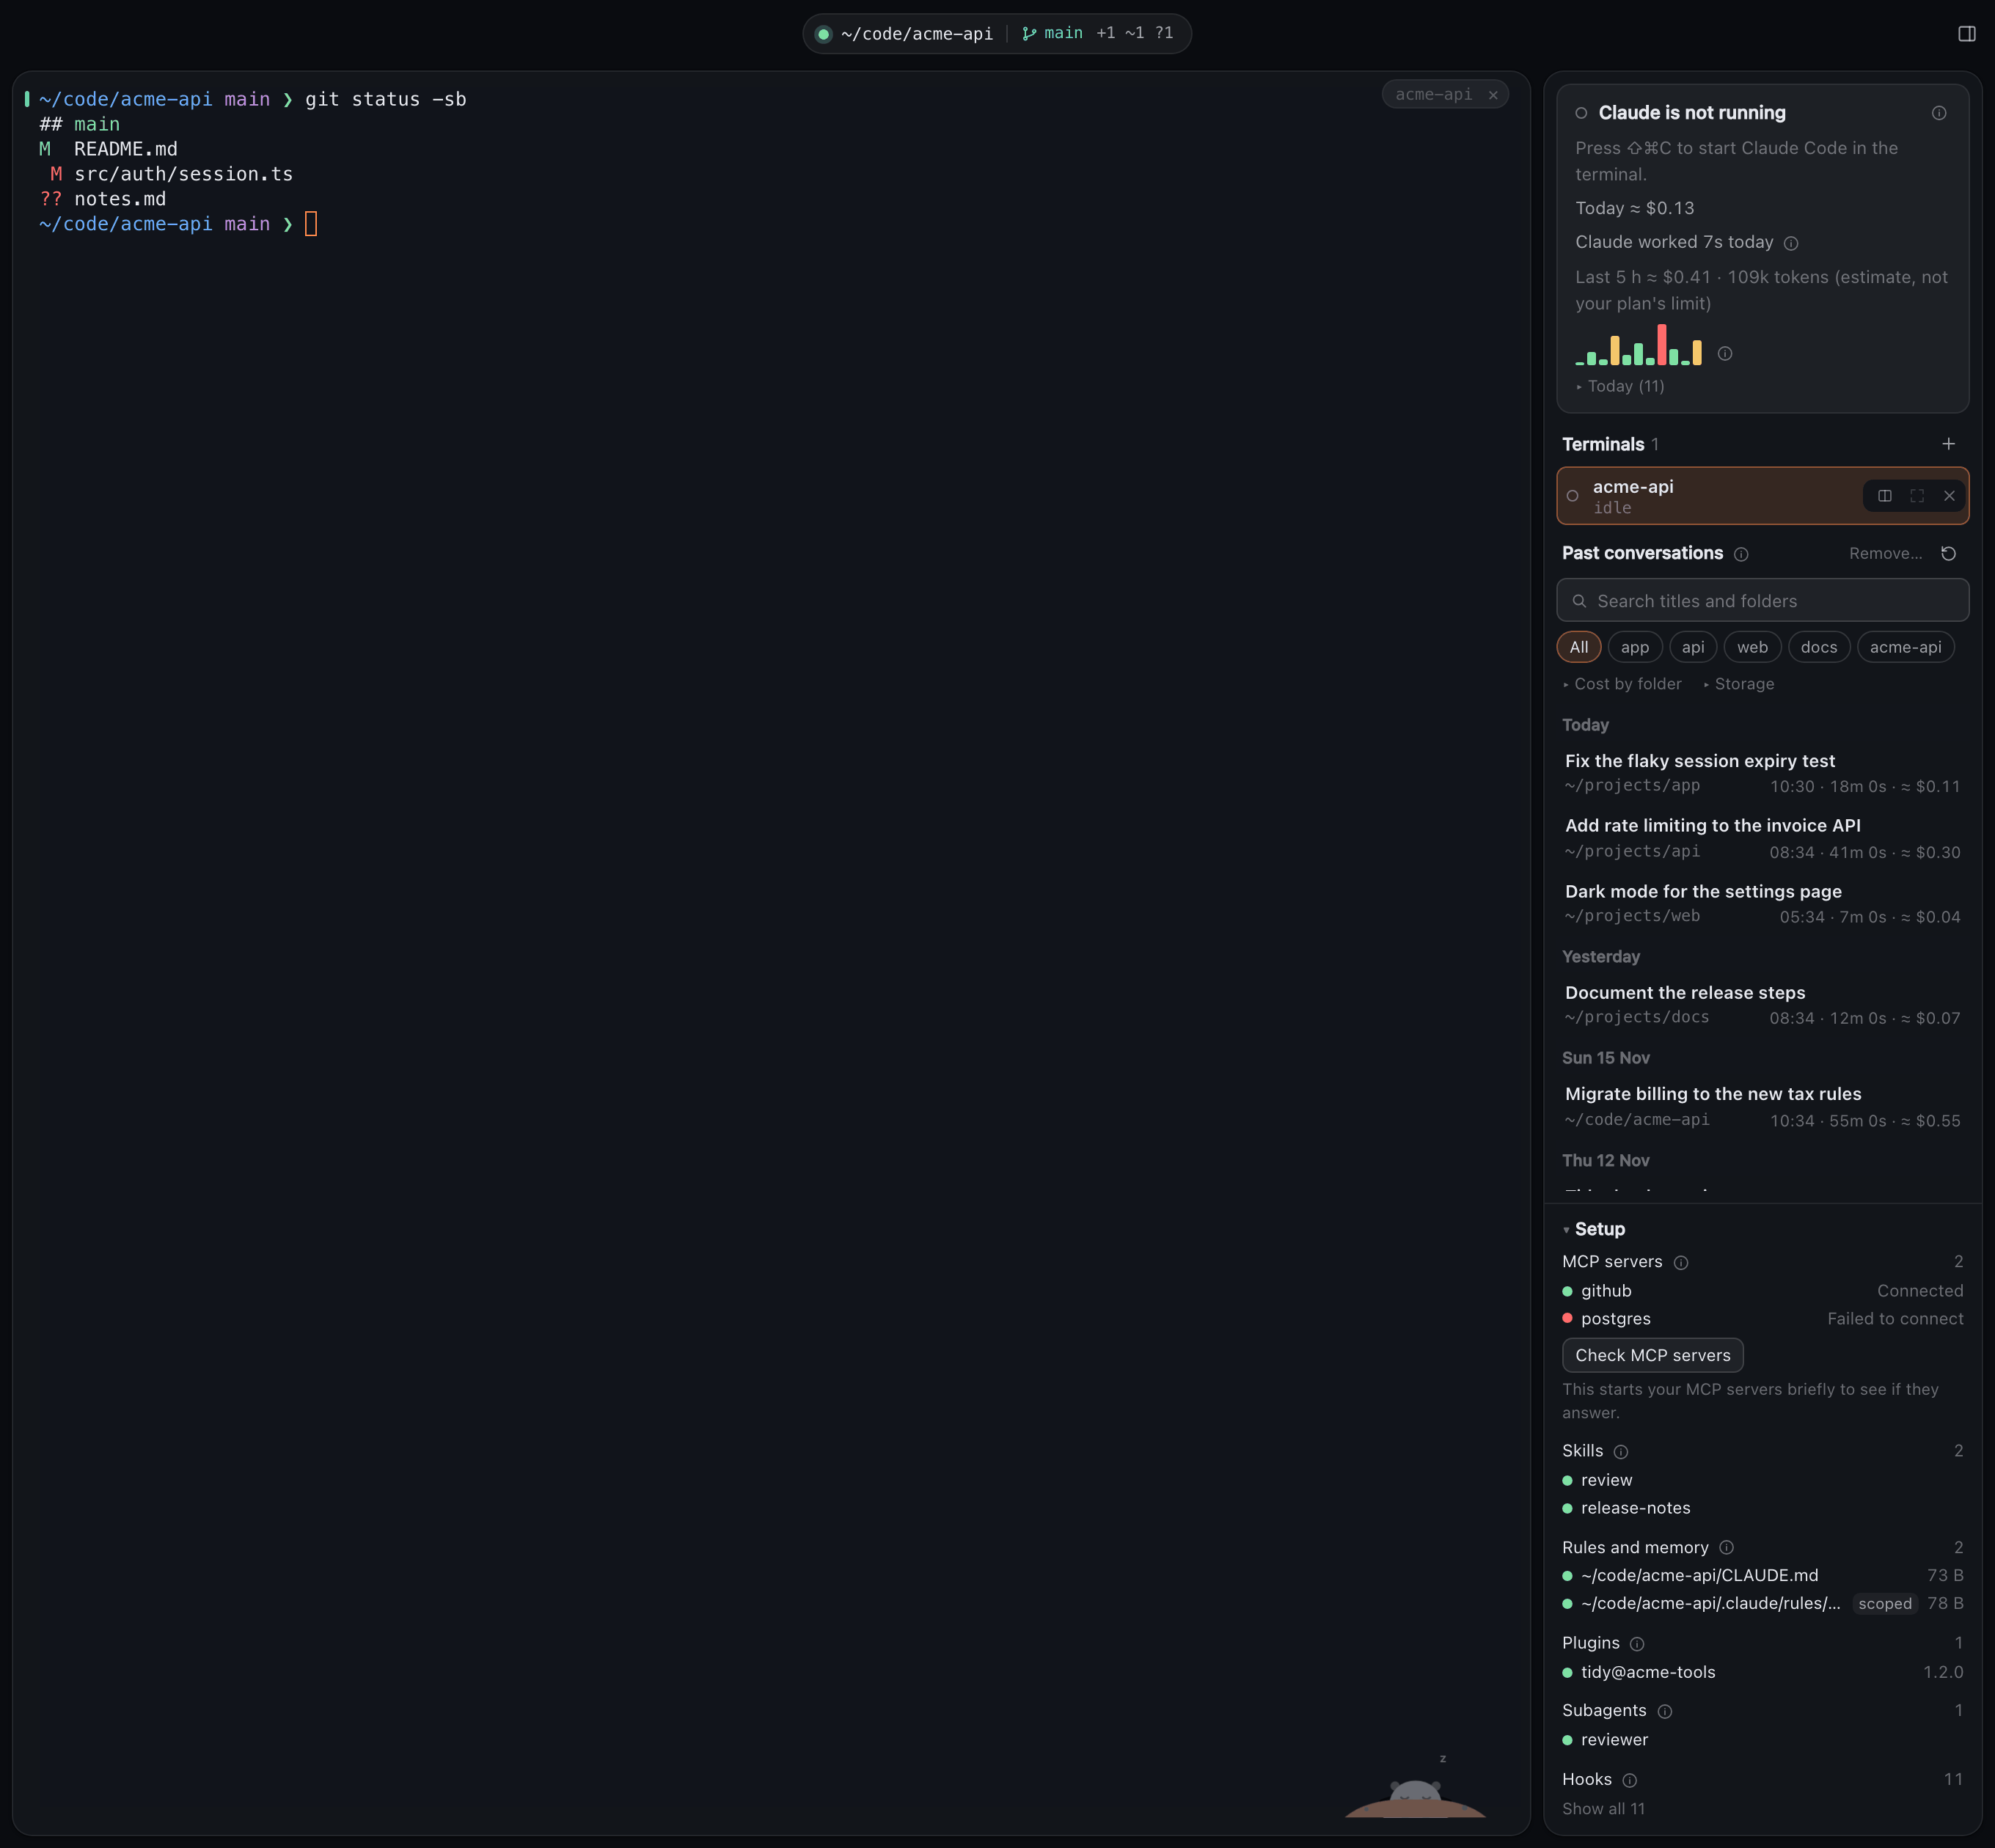 ~/code/acme-api main +1 ~1 ?1
~/code/acme-api main ❯ git status -sb
## main
M  README.md
 M src/auth/session.ts
?? notes.md
~/code/acme-api main ❯
acme-api ×
z
Claude is not running
Press ⇧⌘C to start Claude Code in the
terminal.
Today ≈ $0.13
Claude worked 7s today
Last 5 h ≈ $0.41 · 109k tokens (estimate, not
your plan's limit)
Today (11)
Terminals 1
acme-api
idle
Past conversations Remove...
Search titles and folders
All app api web docs acme-api
Cost by folder Storage
Today
Fix the flaky session expiry test
~/projects/app 10:30 · 18m 0s · ≈ $0.11
Add rate limiting to the invoice API
~/projects/api 08:34 · 41m 0s · ≈ $0.30
Dark mode for the settings page
~/projects/web 05:34 · 7m 0s · ≈ $0.04
Yesterday
Document the release steps
~/projects/docs 08:34 · 12m 0s · ≈ $0.07
Sun 15 Nov
Migrate billing to the new tax rules
~/code/acme-api 10:34 · 55m 0s · ≈ $0.55
Thu 12 Nov
Setup
MCP servers 2
github Connected
postgres Failed to connect
Check MCP servers
This starts your MCP servers briefly to see if they
answer.
Skills 2
review
release-notes
Rules and memory 2
~/code/acme-api/CLAUDE.md 73 B
~/code/acme-api/.claude/rules/... scoped 78 B
Plugins 1
tidy@acme-tools 1.2.0
Subagents 1
reviewer
Hooks 11
Show all 11